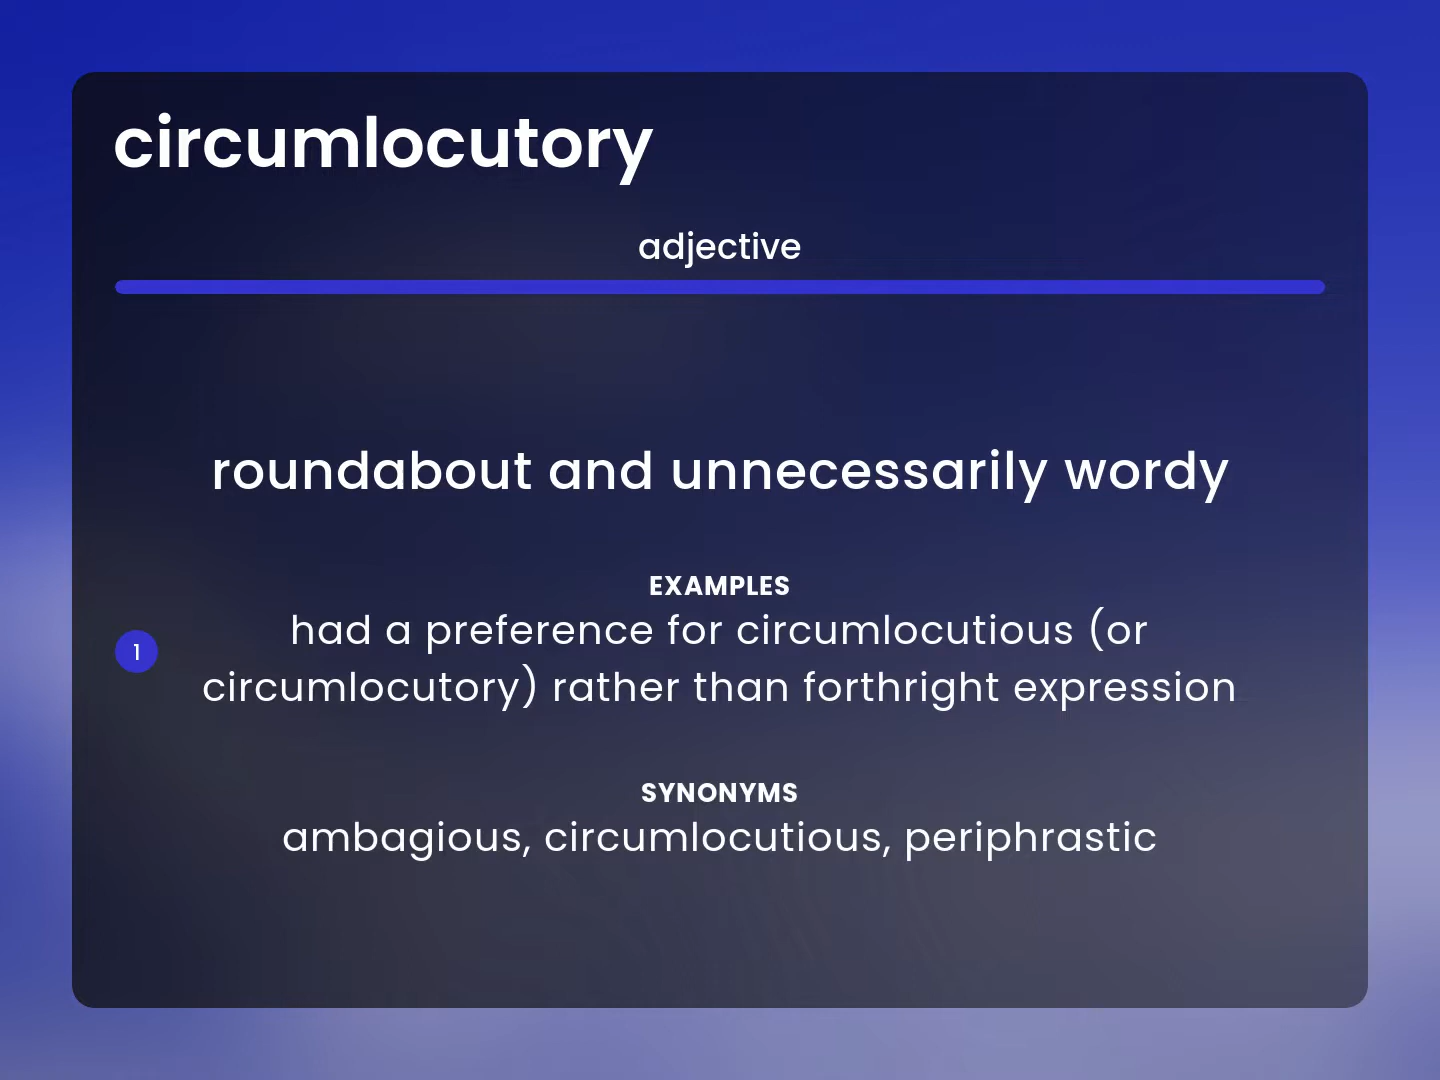 circumlocutory
adjective
roundabout and unnecessarily wordy
EXAMPLES
1
had a preference for circumlocutious (or
circumlocutory) rather than forthright expression
SYNONYMS
ambagious, circumlocutious, periphrastic